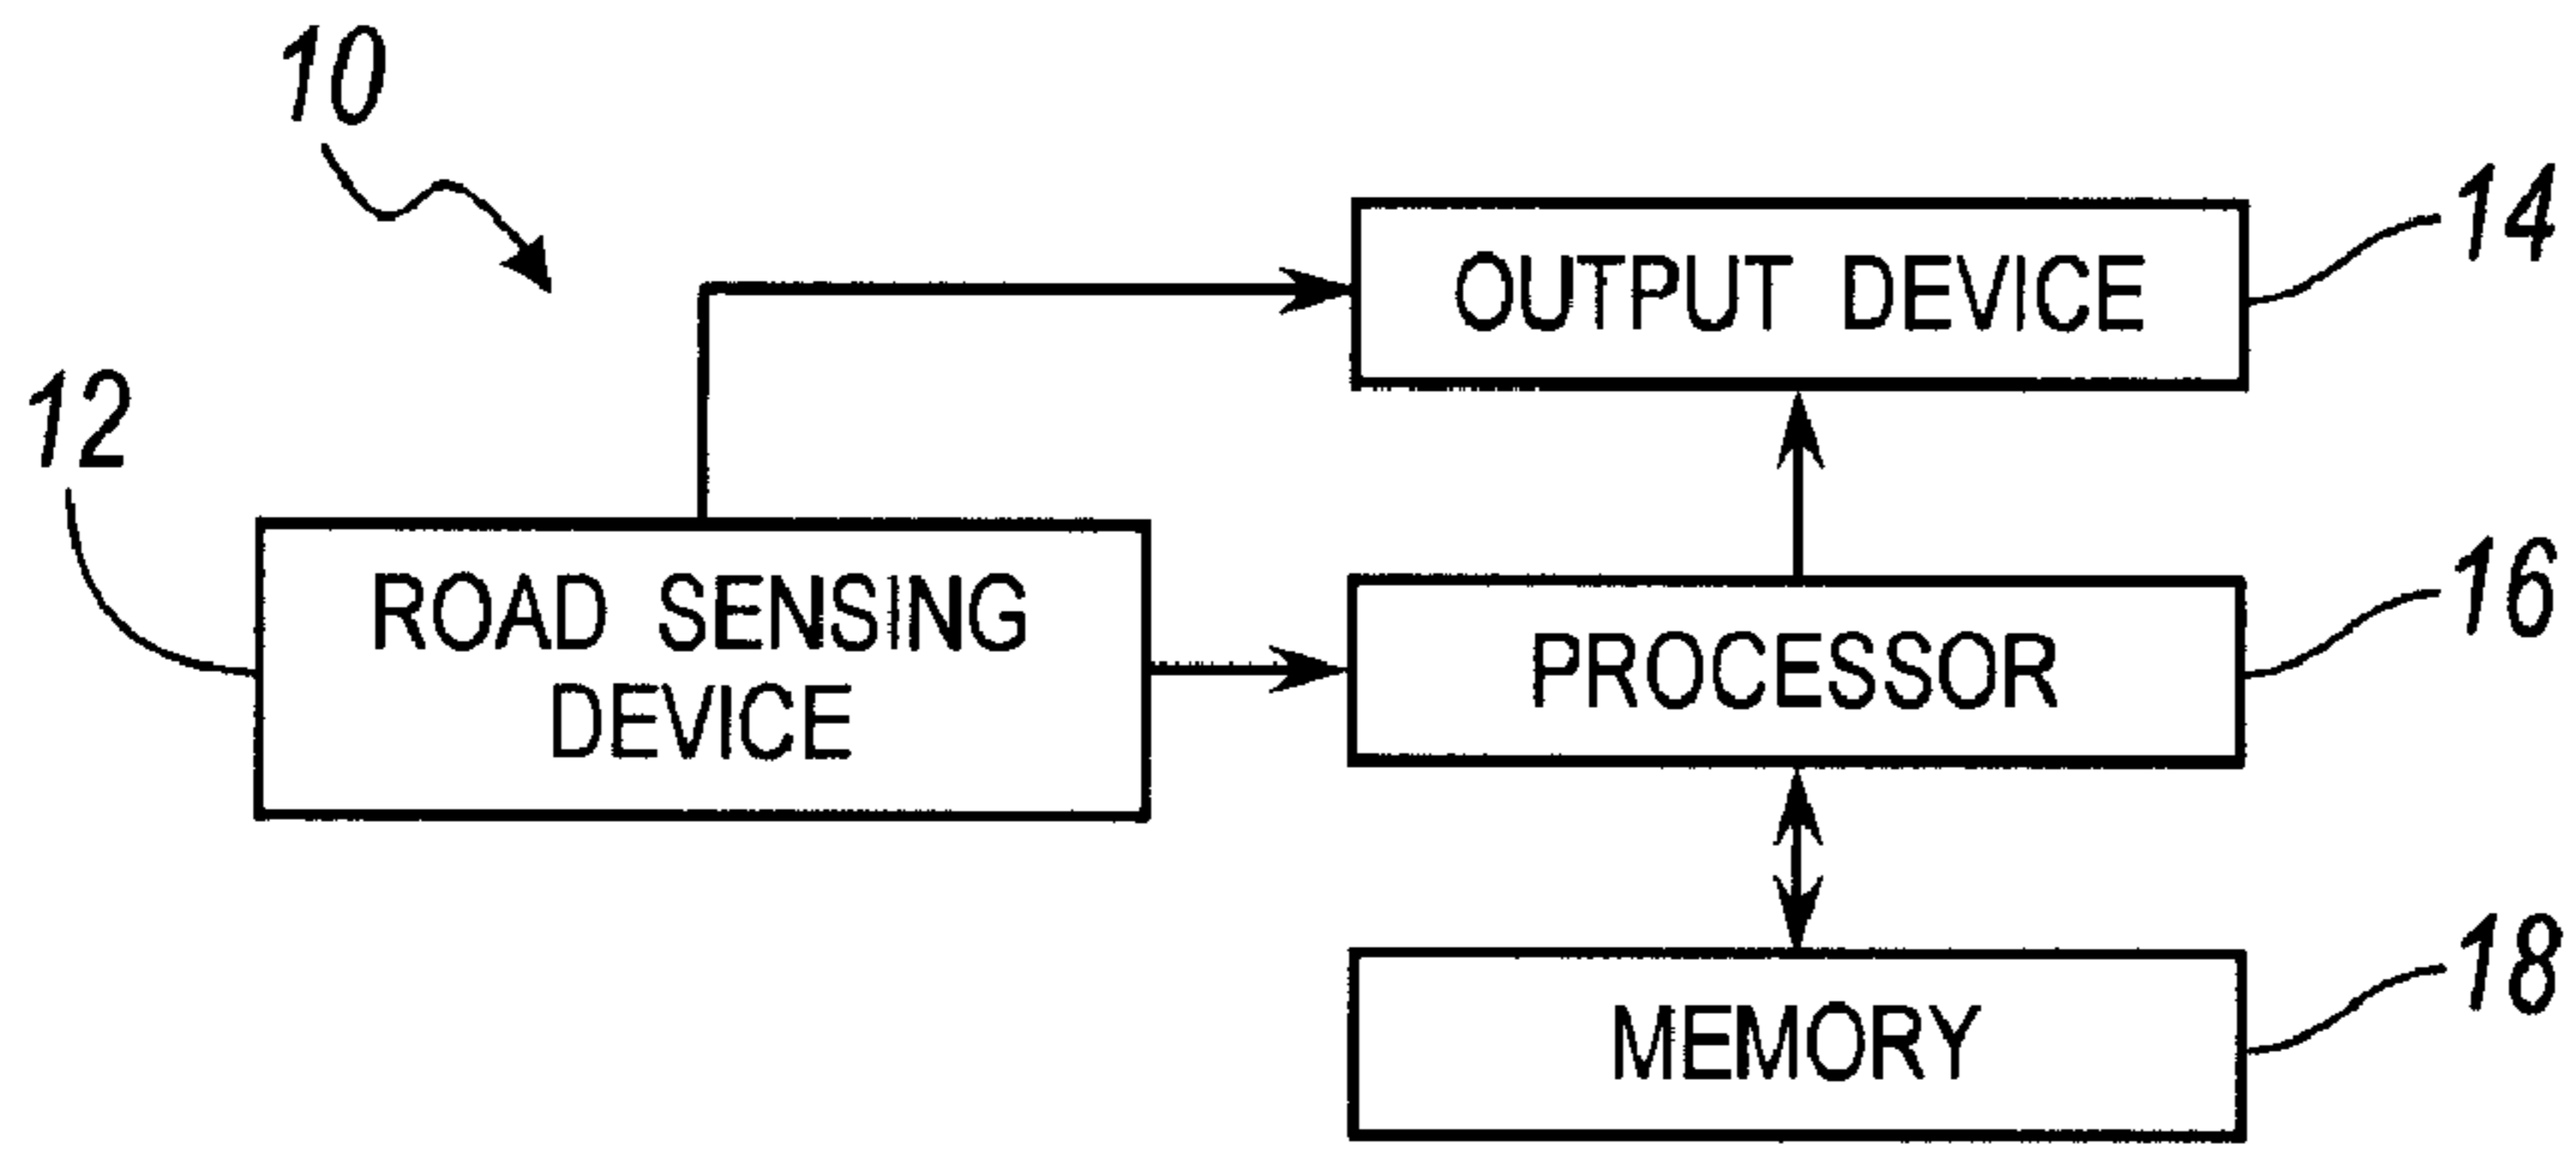 10
14
OUTPUT DEVICE
12
ROAD SENSING
DEVICE
16
PROCESSOR
18
MEMORY